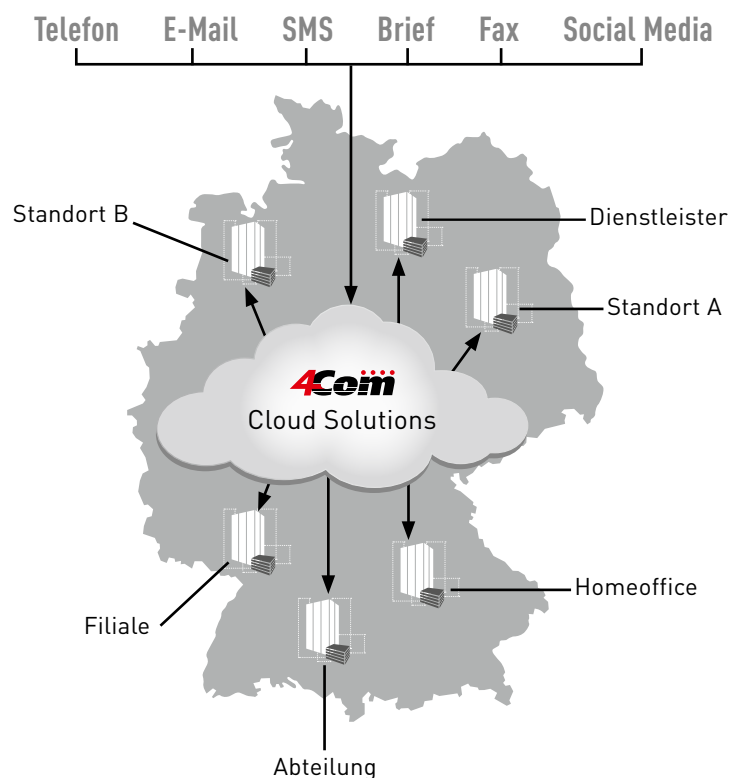 Telefon E-Mail SMS Brief Fax Social Media
Standort B
Dienstleister
Standort A
4Com
Cloud Solutions
Homeoffice
Filiale
Abteilung